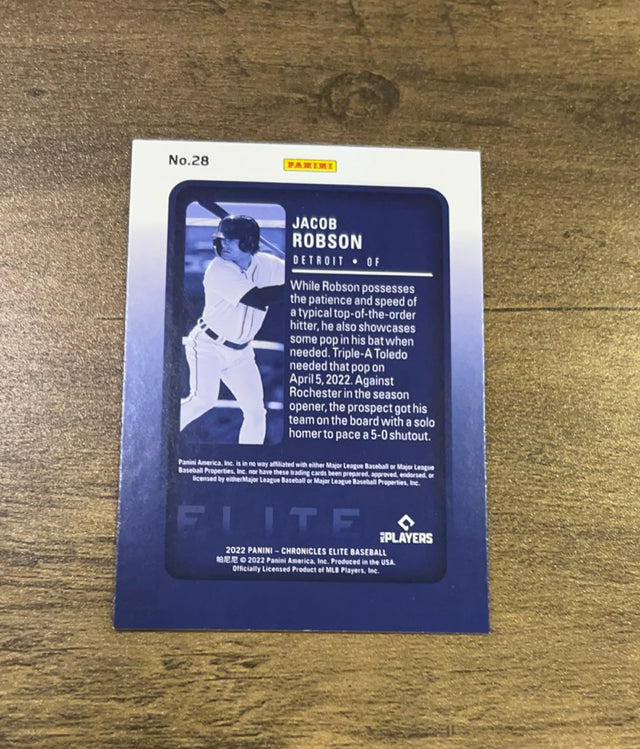 No.28
PANINI
JACOB
ROBSON
DETROIT • OF
While Robson possesses
the patience and speed of
a typical top-of-the-order
hitter, he also showcases
some pop in his bat when
needed. Triple-A Toledo
needed that pop on
April 5, 2022. Against
Rochester in the season
opener, the prospect got his
team on the board with a solo
homer to pace a 5-0 shutout.
Panini America, Inc. is in no way affiliated with either Major League Baseball or Major League
Baseball Properties, Inc. nor have these trading cards been prepared, approved, endorsed, or
licensed by eitherMajor League Baseball or Major League Baseball Properties, Inc.
ELITE
MLB PLAYERS
2022 PANINI – CHRONICLES ELITE BASEBALL
帕尼尼 © 2022 Panini America, Inc. Produced in the USA.
Officially Licensed Product of MLB Players, Inc.